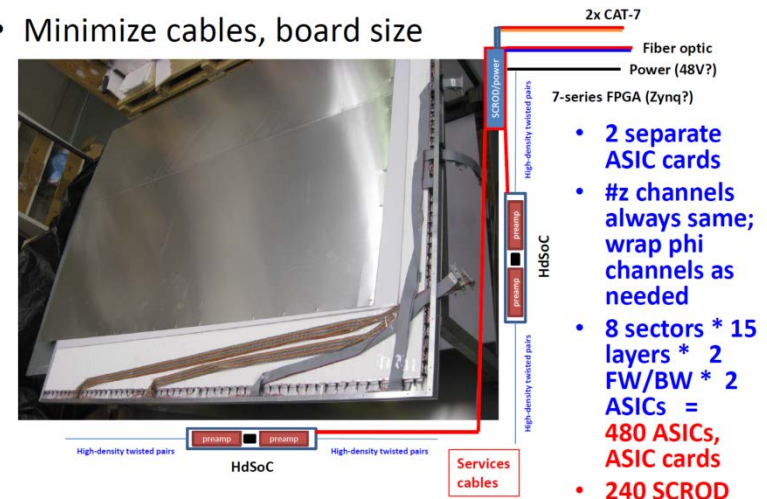 • Minimize cables, board size
2x CAT-7
Fiber optic
Power (48V?)
7-series FPGA (Zynq?)
SCROD/power
High-density twisted pairs
preamp
preamp
HdSoC
High-density twisted pairs
• 2 separate
ASIC cards
• #z channels
always same;
wrap phi
channels as
needed
• 8 sectors * 15
layers * 2
FW/BW * 2
ASICs =
480 ASICs,
ASIC cards
• 240 SCROD
preamp
preamp
High-density twisted pairs
High-density twisted pairs
HdSoC
Services
cables